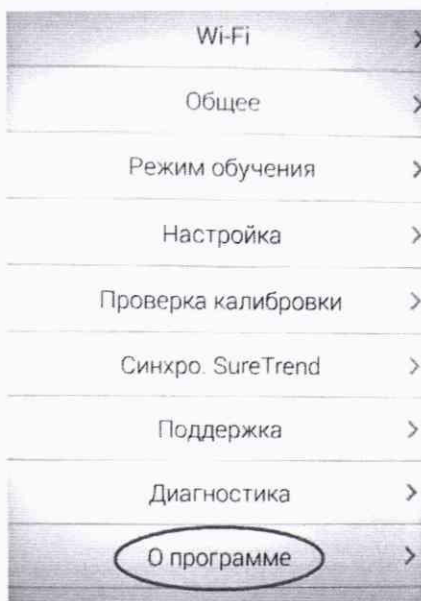 Wi-Fi
Общее
Режим обучения
Настройка
Проверка калибровки
Синхро. SureTrend
Поддержка
Диагностика
О программе